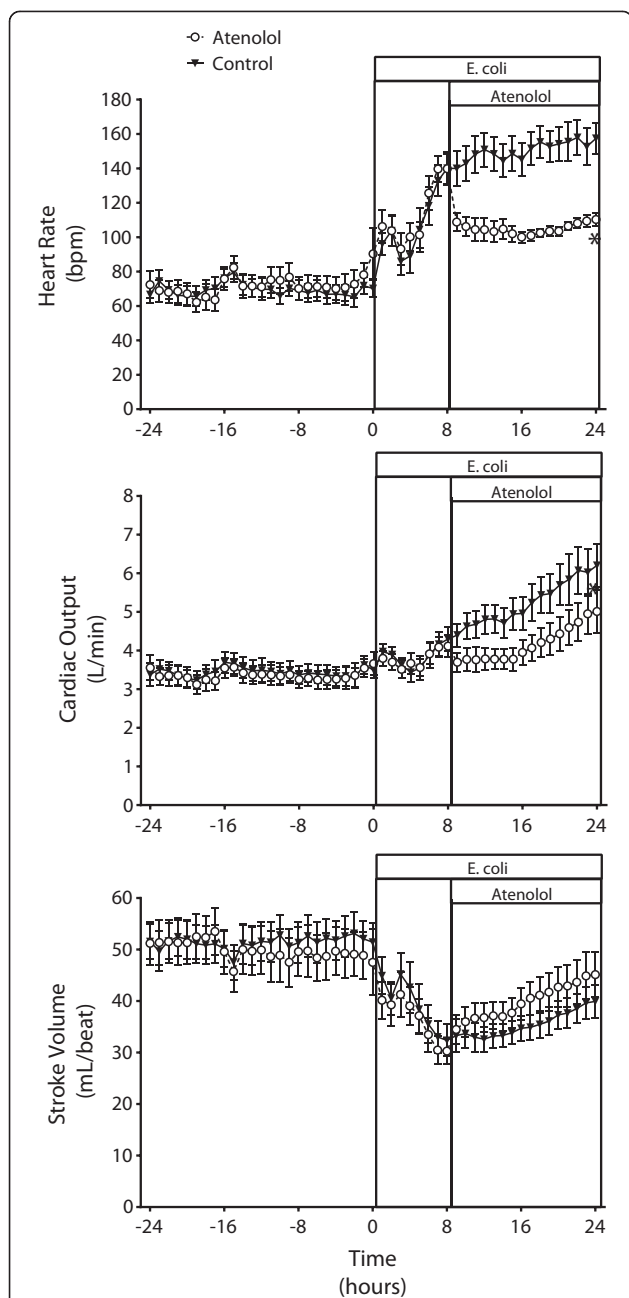 Atenolol
Control
E. coli
Atenolol
180
160
140
120
100
80
60
40
20
0
Heart Rate
(bpm)
*
-24 -16 -8 0 8 16 24
E. coli
Atenolol
8
7
6
5
4
3
2
1
0
Cardiac Output
(L/min)
*
-24 -16 -8 0 8 16 24
E. coli
Atenolol
60
50
40
30
20
10
0
Stroke Volume
(mL/beat)
-24 -16 -8 0 8 16 24
Time
(hours)